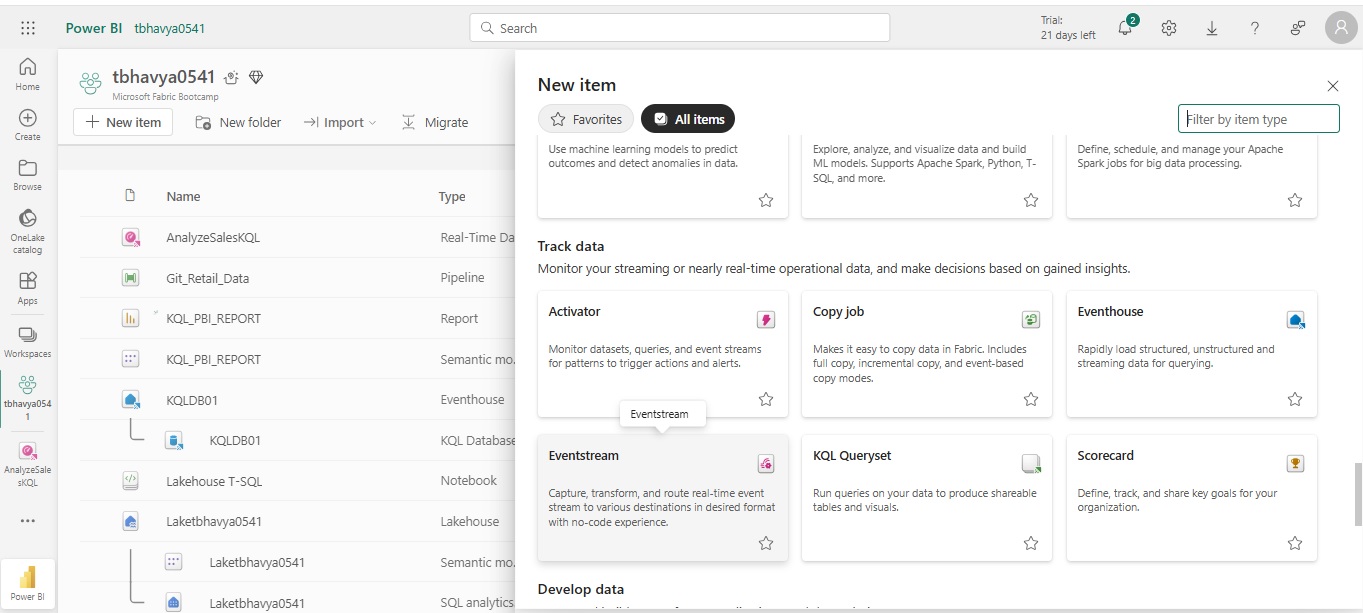 Power BI tbhavya0541
Search
Trial:
21 days left
2
Home
Create
Browse
OneLake
catalog
Apps
Workspaces
tbhavya054
1
AnalyzeSale
sKQL
Power BI
tbhavya0541
Microsoft Fabric Bootcamp
New item
New folder
Import
Migrate
Name
Type
AnalyzeSalesKQL
Real-Time Da
Git_Retail_Data
Pipeline
KQL_PBI_REPORT
Report
KQL_PBI_REPORT
Semantic mo.
KQLDB01
Eventhouse
KQLDB01
KQL Database
Lakehouse T-SQL
Notebook
Laketbhavya0541
Lakehouse
Laketbhavya0541
Semantic mo.
Laketbhavya0541
SQL analytics
New item
Favorites
All items
Filter by item type
Use machine learning models to predict
outcomes and detect anomalies in data.
Explore, analyze, and visualize data and build
ML models. Supports Apache Spark, Python, T-
SQL, and more.
Define, schedule, and manage your Apache
Spark jobs for big data processing.
Track data
Monitor your streaming or nearly real-time operational data, and make decisions based on gained insights.
Activator
Monitor datasets, queries, and event streams
for patterns to trigger actions and alerts.
Copy job
Makes it easy to copy data in Fabric. Includes
full copy, incremental copy, and event-based
copy modes.
Eventhouse
Rapidly load structured, unstructured and
streaming data for querying.
Eventstream
Eventstream
Capture, transform, and route real-time event
stream to various destinations in desired format
with no-code experience.
KQL Queryset
Run queries on your data to produce shareable
tables and visuals.
Scorecard
Define, track, and share key goals for your
organization.
Develop data